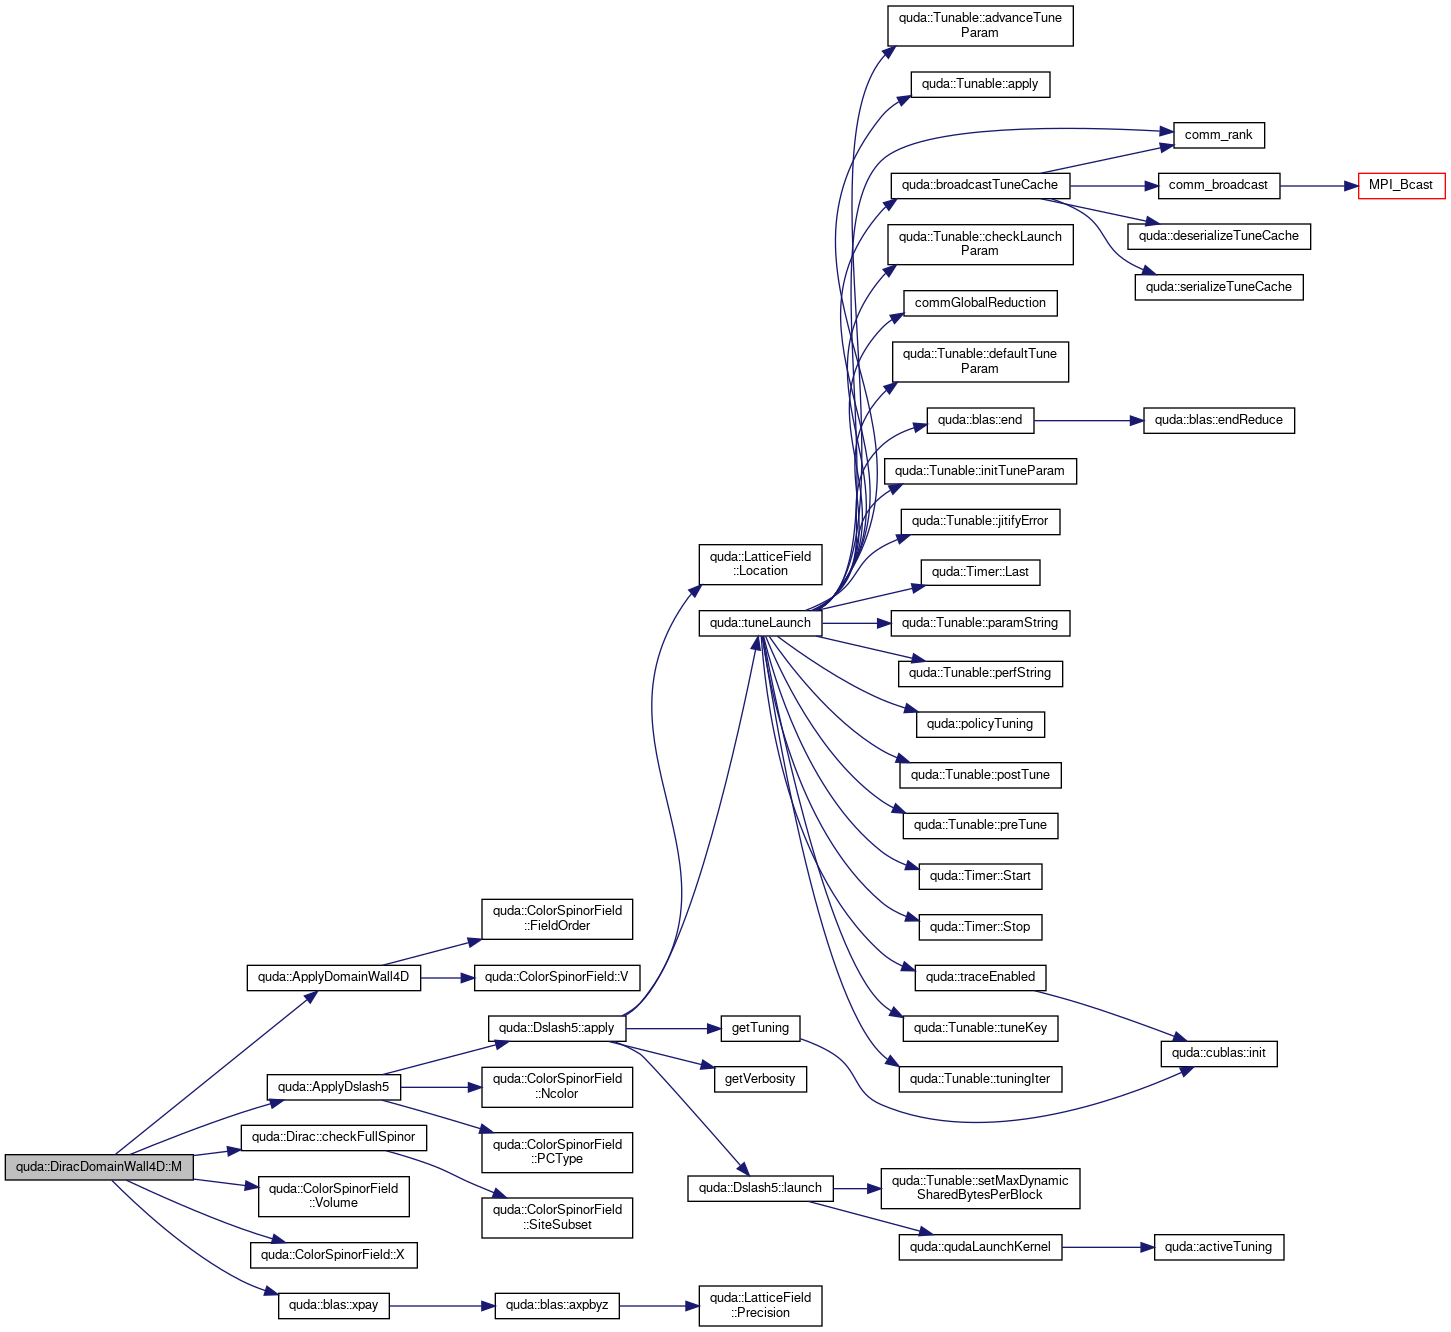 quda::Tunable::advanceTune
Param
quda::Tunable::apply
comm_rank
quda::broadcastTuneCache
comm_broadcast
MPI_Bcast
quda::deserializeTuneCache
quda::Tunable::checkLaunch
Param
quda::serializeTuneCache
commGlobalReduction
quda::Tunable::defaultTune
Param
quda::blas::end
quda::blas::endReduce
quda::Tunable::initTuneParam
quda::Tunable::jitifyError
quda::LatticeField
::Location
quda::Timer::Last
quda::tuneLaunch
quda::Tunable::paramString
quda::Tunable::perfString
quda::policyTuning
quda::Tunable::postTune
quda::Tunable::preTune
quda::Timer::Start
quda::ColorSpinorField
::FieldOrder
quda::Timer::Stop
quda::ApplyDomainWall4D
quda::ColorSpinorField::V
quda::traceEnabled
quda::Dslash5::apply
getTuning
quda::Tunable::tuneKey
quda::cublas::init
quda::ApplyDslash5
quda::ColorSpinorField
::Ncolor
getVerbosity
quda::Tunable::tuningIter
quda::Dirac::checkFullSpinor
quda::ColorSpinorField
::PCType
quda::DiracDomainWall4D::M
quda::ColorSpinorField
::Volume
quda::Dslash5::launch
quda::Tunable::setMaxDynamic
SharedBytesPerBlock
quda::ColorSpinorField
::SiteSubset
quda::ColorSpinorField::X
quda::qudaLaunchKernel
quda::activeTuning
quda::blas::xpay
quda::blas::axpbyz
quda::LatticeField
::Precision